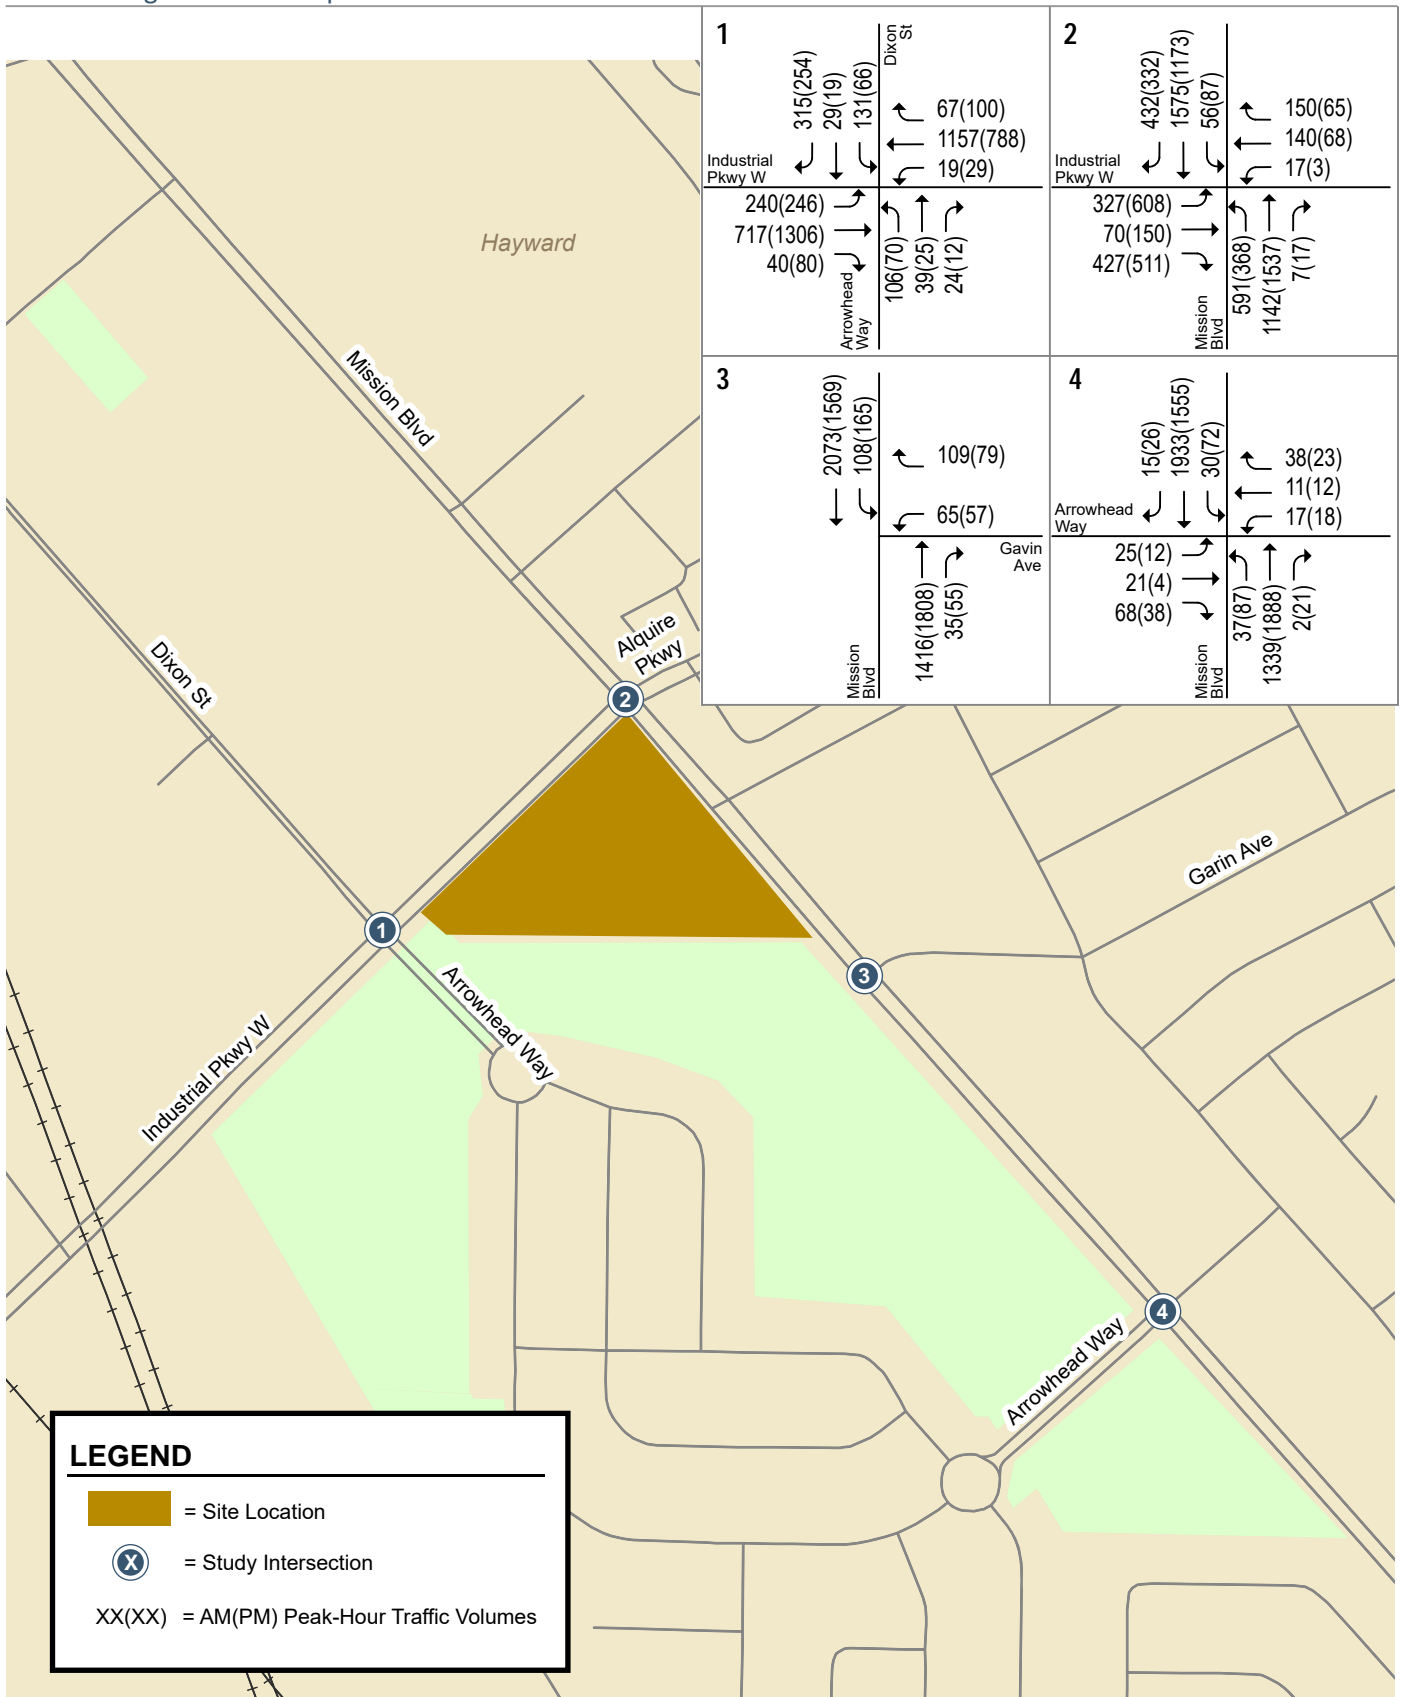 1
Dixon
St
315(254)
29(19)
131(66)
67(100)
1157(788)
19(29)
Industrial
Pkwy W
240(246)
717(1306)
40(80)
Arrowhead
Way
106(70)
39(25)
24(12)
2
432(332)
1575(1173)
56(87)
150(65)
140(68)
17(3)
Industrial
Pkwy W
327(608)
70(150)
427(511)
Mission
Blvd
591(368)
1142(1537)
7(17)
3
2073(1569)
108(165)
109(79)
65(57)
Gavin
Ave
Mission
Blvd
1416(1808)
35(55)
4
15(26)
1933(1555)
30(72)
38(23)
11(12)
17(18)
Arrowhead
Way
25(12)
21(4)
68(38)
Mission
Blvd
37(87)
1339(1888)
2(21)
Hayward
Mission Blvd
Alquire
Pkwy
Dixon St
2
Garin Ave
1
3
Arrowhead Way
Industrial Pkwy W
4
Arrowhead Way
LEGEND
= Site Location
X = Study Intersection
XX(XX) = AM(PM) Peak-Hour Traffic Volumes